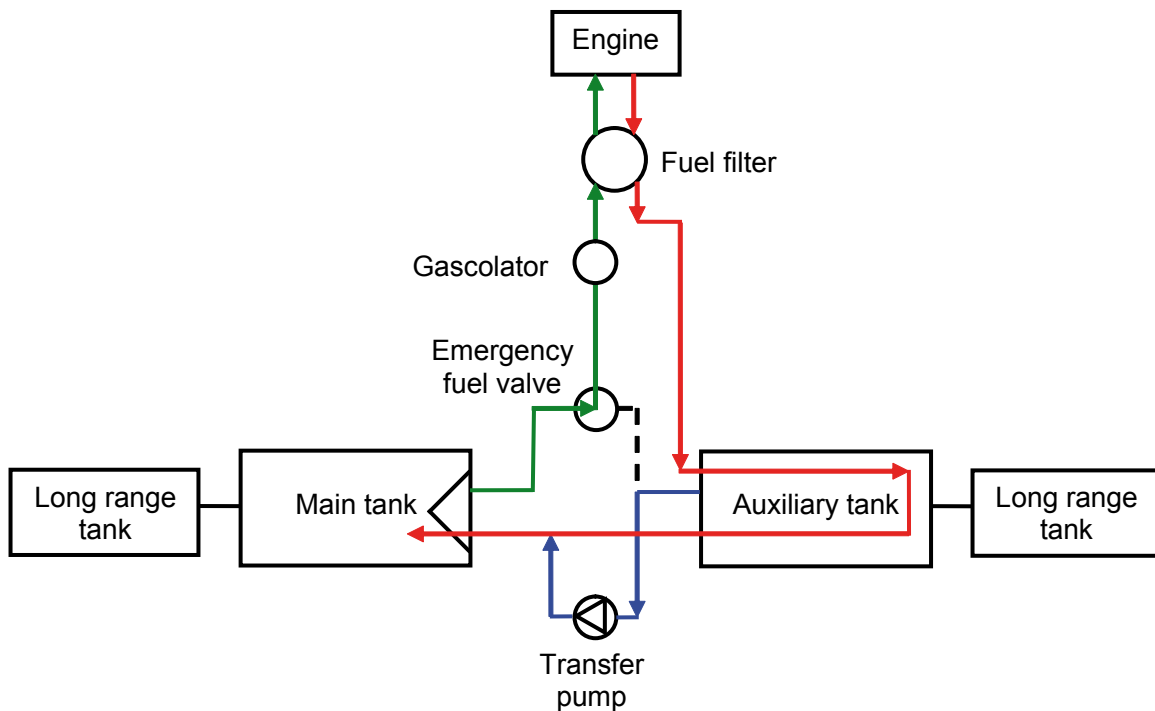 Engine
Fuel filter
Gascolator
Emergency
fuel valve
Long range
tank
Main tank
Auxiliary tank
Long range
tank
Transfer
pump